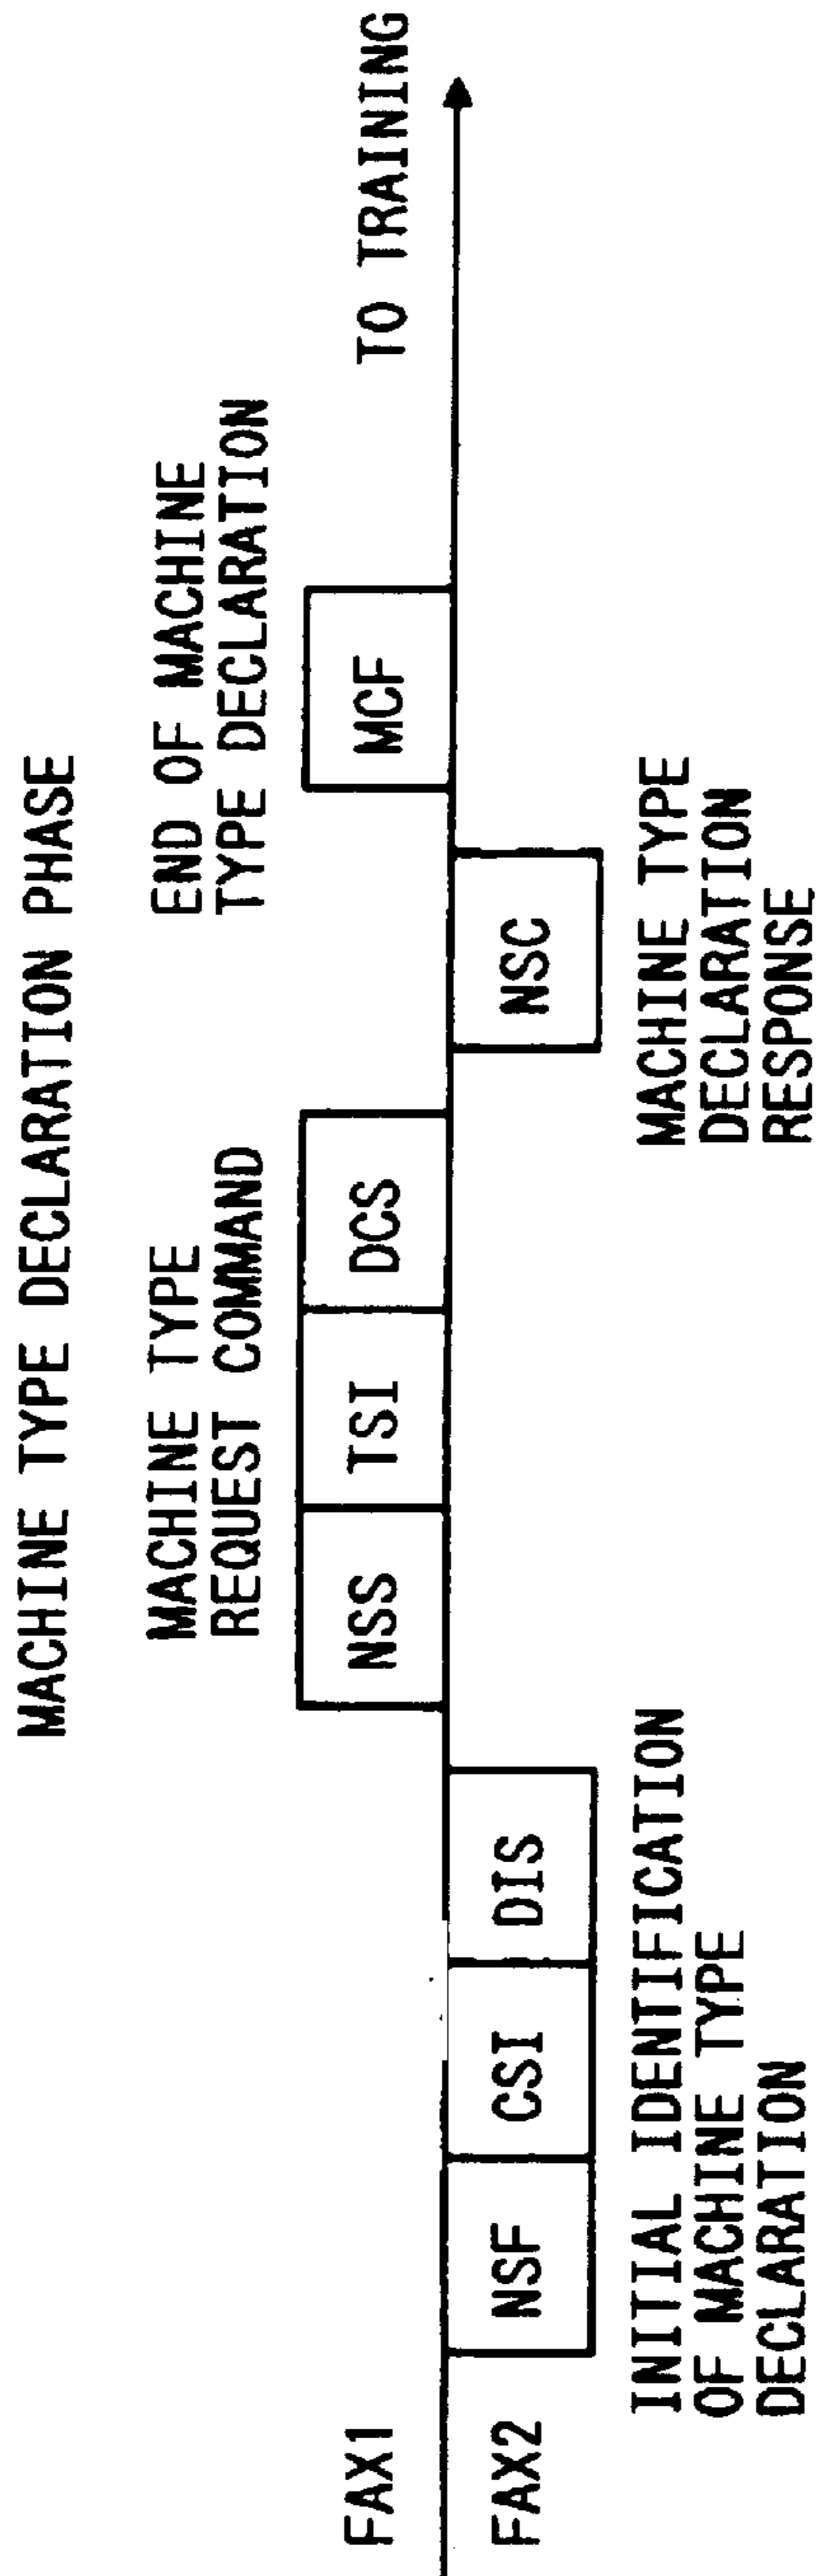 MACHINE TYPE DECLARATION PHASE
MACHINE TYPE
REQUEST COMMAND
END OF MACHINE
TYPE DECLARATION
FAX1
NSS
TSI
DCS
MCF
TO TRAINING
FAX2
NSF
CSI
DIS
NSC
INITIAL IDENTIFICATION
OF MACHINE TYPE
DECLARATION
MACHINE TYPE
DECLARATION
RESPONSE